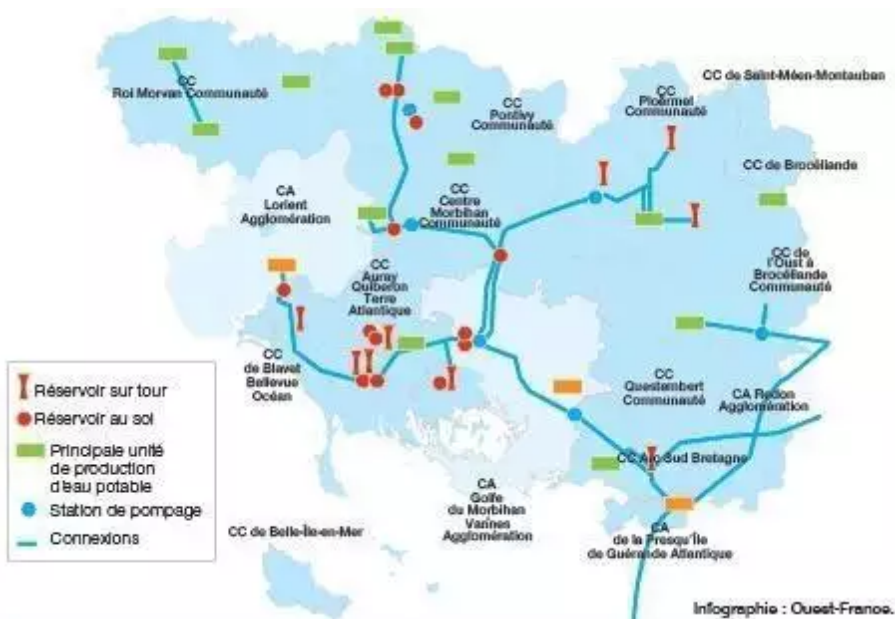 CC de Saint-Méen-Montauban
CC
Roi Morvan Communauté
CC
Pontivy
Communauté
CC
Ploërmel
Communauté
CC de Brocéliande
CA
Lorient
Agglomération
CC
Centre
Morbihan
Communauté
CC de
l'Oust à
Brocéliande
Communauté
CC
Auray
Quiberon
Terre
Atlantique
CC
de Blavet
Bellevue
Océan
CC
Questembert
Communauté
CA Redon
Agglomération
CC Arc Sud Bretagne
CA
Golfe
du Morbihan
Vannes
Agglomération
CA
de la Presqu'Île
de Guérande Atlantique
CC de Belle-Île-en-Mer
Réservoir sur tour
Réservoir au sol
Principale unité
de production
d'eau potable
Station de pompage
Connexions
Infographie : Ouest-France.